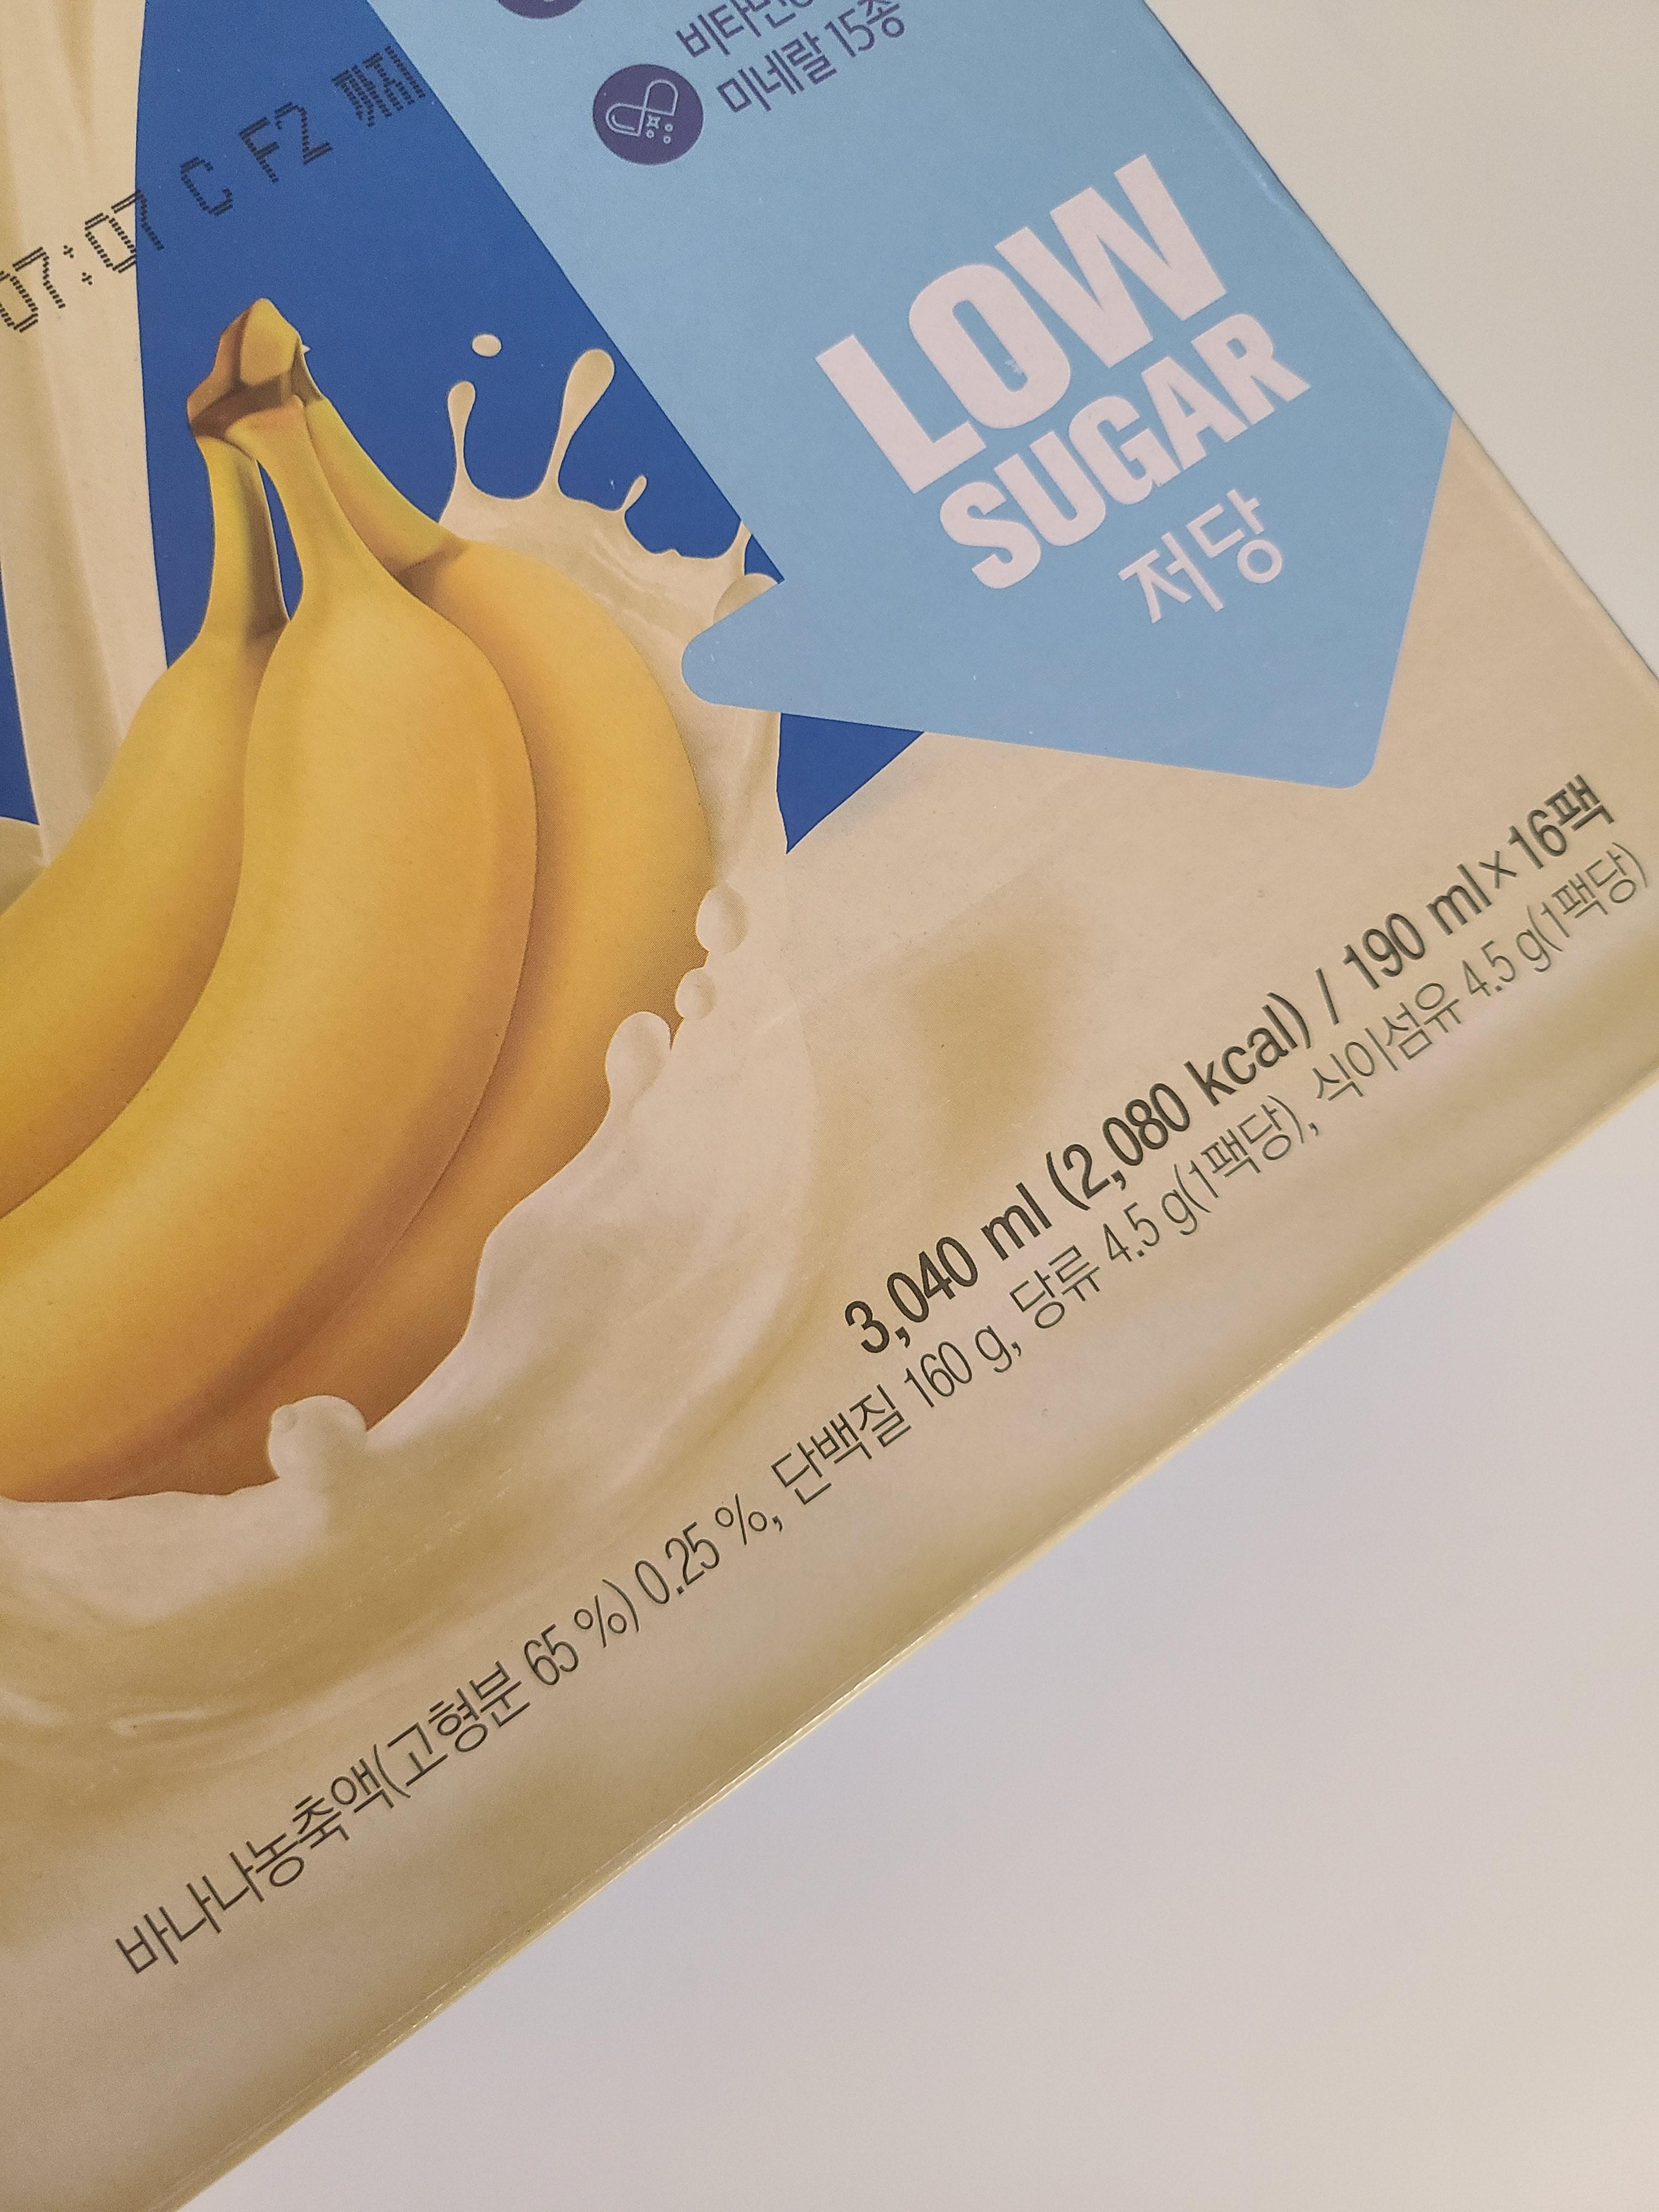 미네랄 15종
07:07 C F2
LOW
SUGAR
저당
3,040 ml (2,080 kcal) / 190 ml×16팩
바나나농축액(고형분 65 %) 0.25 %, 단백질 160 g, 당류 4.5 g(1팩당), 식이섬유 4.5 g(1팩당)